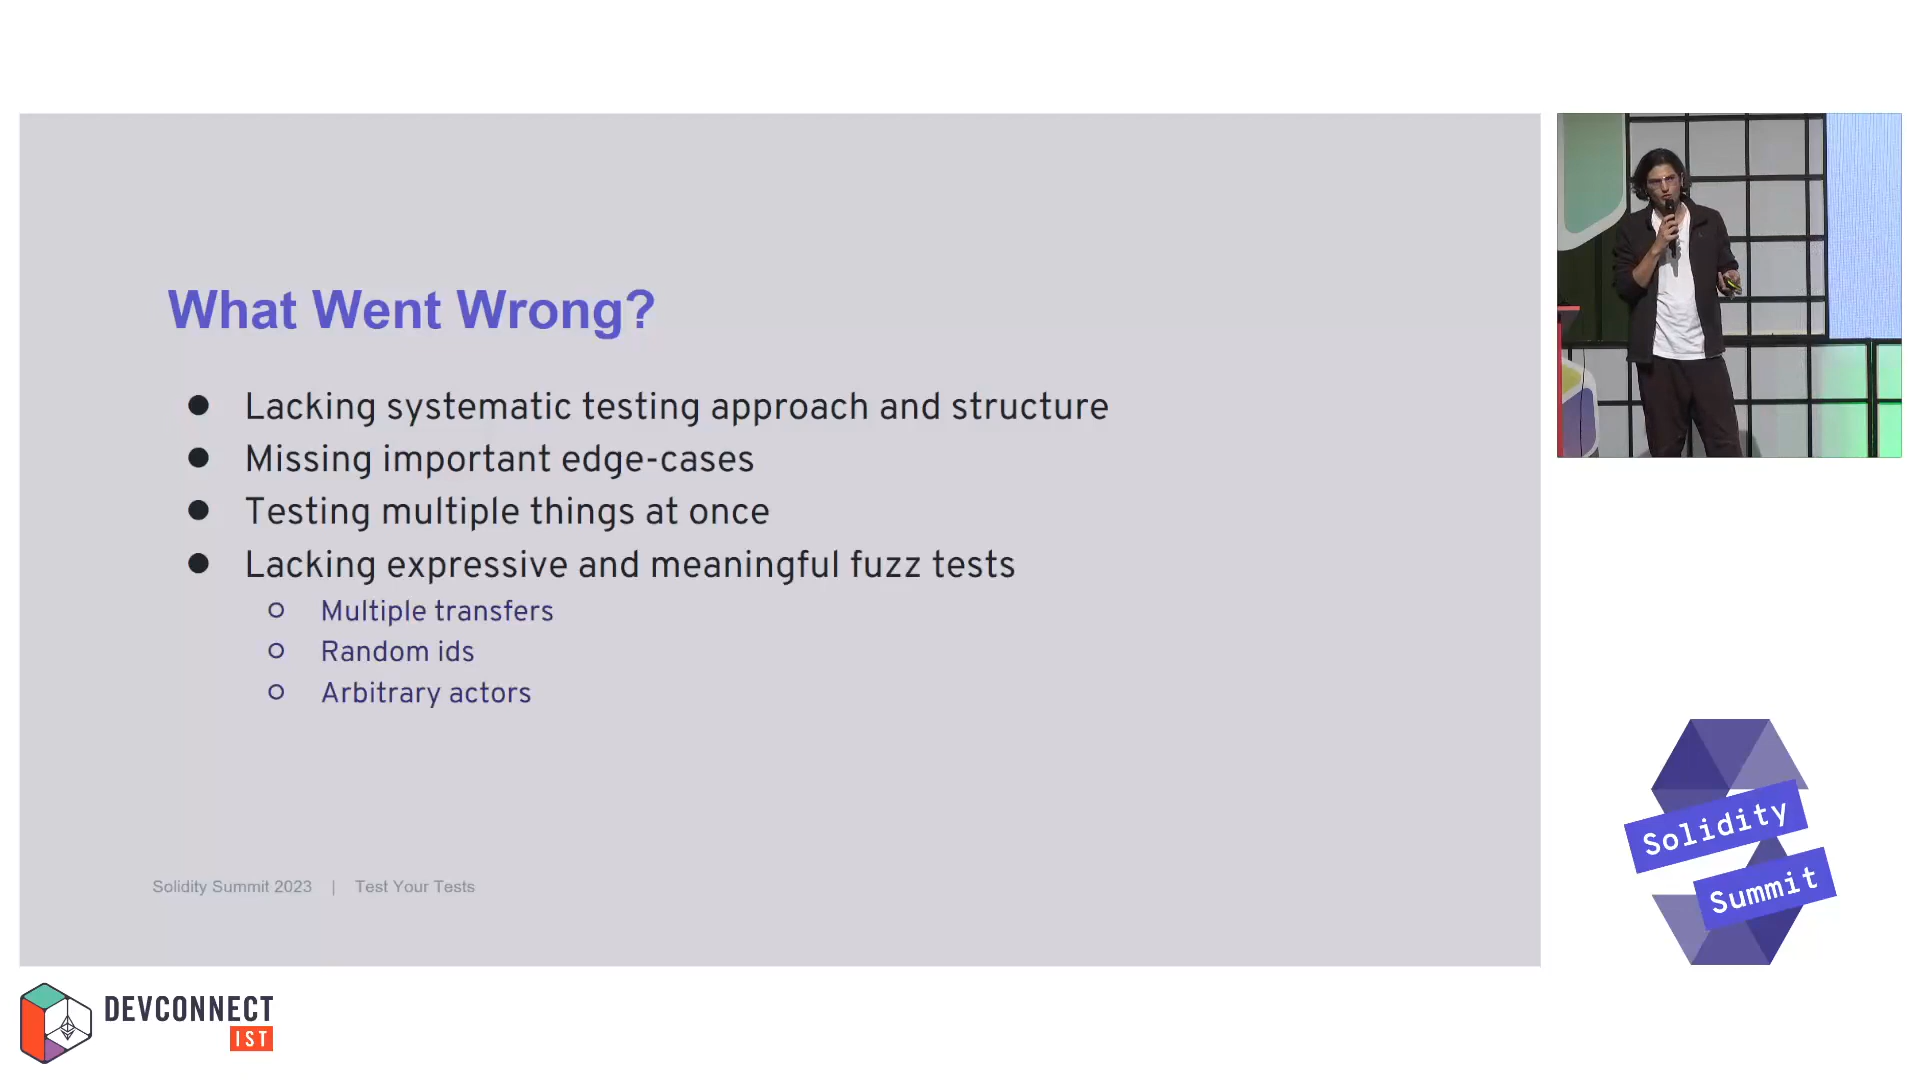 What Went Wrong?
● Lacking systematic testing approach and structure
● Missing important edge-cases
● Testing multiple things at once
● Lacking expressive and meaningful fuzz tests
○ Multiple transfers
○ Random ids
○ Arbitrary actors
Solidity Summit 2023 | Test Your Tests
Solidity
Summit
DEVCONNECT
IST